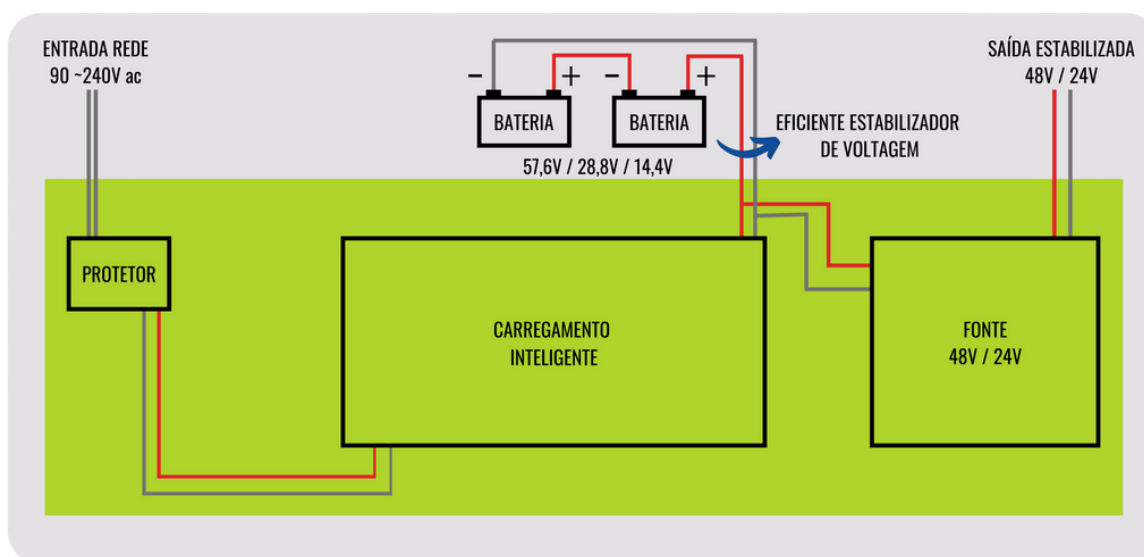 ENTRADA REDE
90 ~240V ac
SAÍDA ESTABILIZADA
48V / 24V
- + - +
BATERIA
BATERIA
57,6V / 28,8V / 14,4V
EFICIENTE ESTABILIZADOR
DE VOLTAGEM
PROTETOR
CARREGAMENTO
INTELIGENTE
FONTE
48V / 24V